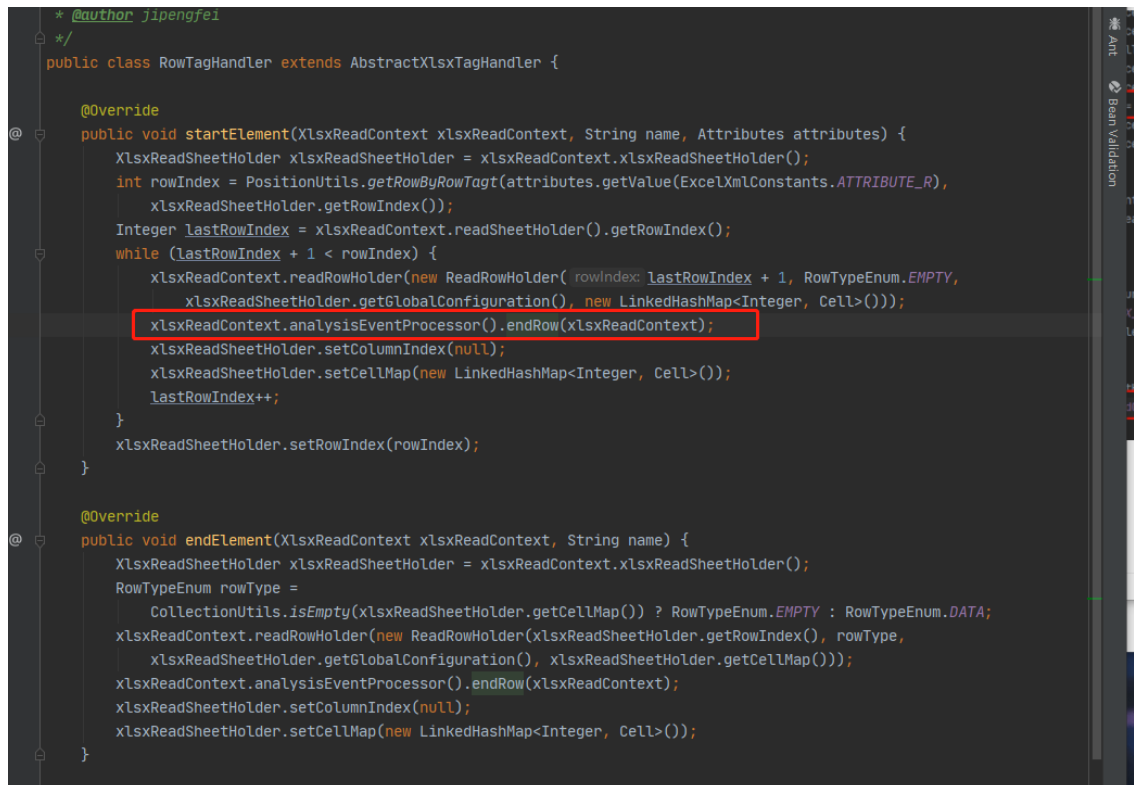 * @author jipengfei
 */
public class RowTagHandler extends AbstractXlsxTagHandler {
    @Override
    public void startElement(XlsxReadContext xlsxReadContext, String name, Attributes attributes) {
        XlsxReadSheetHolder xlsxReadSheetHolder = xlsxReadContext.xlsxReadSheetHolder();
        int rowIndex = PositionUtils.getRowByRowTagt(attributes.getValue(ExcelXmlConstants.ATTRIBUTE_R),
            xlsxReadSheetHolder.getRowIndex());
        Integer lastRowIndex = xlsxReadContext.readSheetHolder().getRowIndex();
        while (lastRowIndex + 1 < rowIndex) {
            xlsxReadContext.readRowHolder(new ReadRowHolder( rowIndex: lastRowIndex + 1, RowTypeEnum.EMPTY,
                xlsxReadSheetHolder.getGlobalConfiguration(), new LinkedHashMap<Integer, Cell>()));
            xlsxReadContext.analysisEventProcessor().endRow(xlsxReadContext);
            xlsxReadSheetHolder.setColumnIndex(null);
            xlsxReadSheetHolder.setCellMap(new LinkedHashMap<Integer, Cell>());
            lastRowIndex++;
        }
        xlsxReadSheetHolder.setRowIndex(rowIndex);
    }
    @Override
    public void endElement(XlsxReadContext xlsxReadContext, String name) {
        XlsxReadSheetHolder xlsxReadSheetHolder = xlsxReadContext.xlsxReadSheetHolder();
        RowTypeEnum rowType =
            CollectionUtils.isEmpty(xlsxReadSheetHolder.getCellMap()) ? RowTypeEnum.EMPTY : RowTypeEnum.DATA;
        xlsxReadContext.readRowHolder(new ReadRowHolder(xlsxReadSheetHolder.getRowIndex(), rowType,
            xlsxReadSheetHolder.getGlobalConfiguration(), xlsxReadSheetHolder.getCellMap()));
        xlsxReadContext.analysisEventProcessor().endRow(xlsxReadContext);
        xlsxReadSheetHolder.setColumnIndex(null);
        xlsxReadSheetHolder.setCellMap(new LinkedHashMap<Integer, Cell>());
    }
Ant
Bean Validation